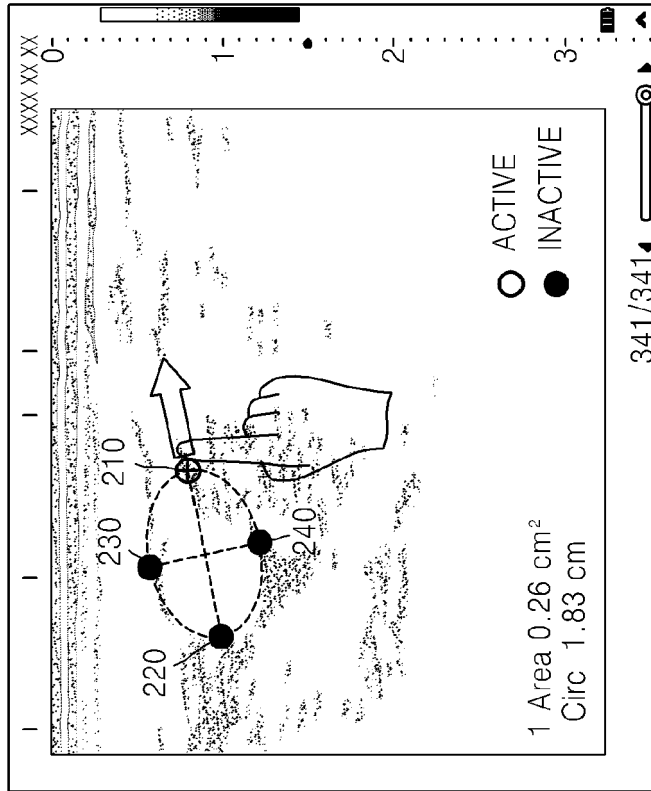 XXXX XX XX
0
1
2
3
210
230
240
220
ACTIVE
INACTIVE
1 Area 0.26 cm²
Circ 1.83 cm
341/341